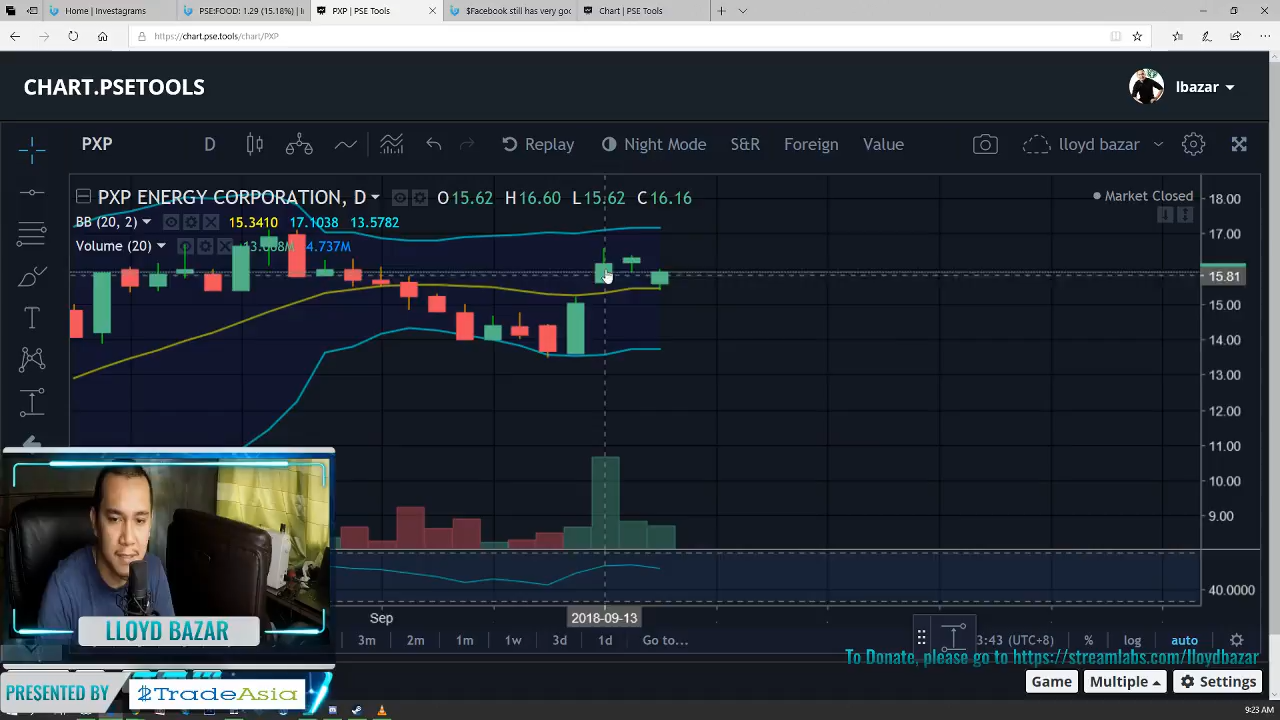 Home | Investagrams
PSE:FOOD: 1.29 (15.18%) |
PXP | PSE Tools
$Facebook still has very goo
Chart | PSE Tools
https://chart.pse.tools/chart/PXP
CHART.PSETOOLS
lbazar
PXP
D
Replay
Night Mode
S&R
Foreign
Value
lloyd bazar
PXP ENERGY CORPORATION, D
O15.62 H16.60 L15.62 C16.16
Market Closed
BB (20, 2)
15.3410 17.1038 13.5782
Volume (20)
4.737M
18.00
17.00
15.81
15.00
14.00
13.00
12.00
11.00
10.00
9.00
40.0000
Sep
2018-09-13
3m
2m
1m
1w
3d
1d
Go to...
3:43 (UTC+8)
%
log
auto
LLOYD BAZAR
To Donate, please go to https://streamlabs.com/lloydbazar
Game
Multiple
Settings
PRESENTED BY
$TradeAsia
9:23 AM